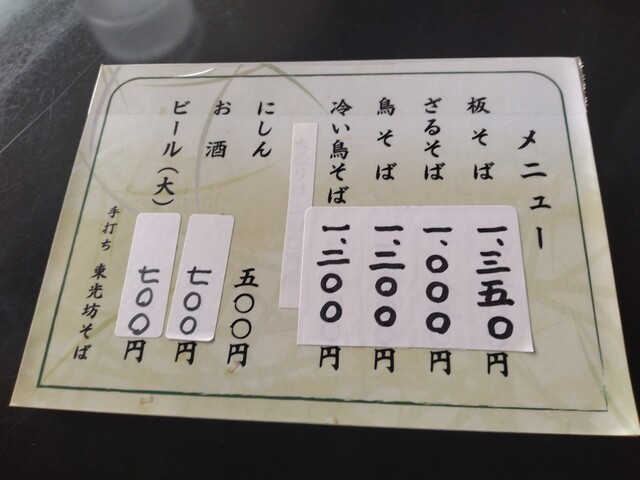 メニュー
板そば 一、三五〇円
ざるそば 一、〇〇〇円
鳥そば 一、二〇〇円
冷い鳥そば 一、二〇〇円
にしん 五〇〇円
お酒 七〇〇円
ビール(大) 七〇〇円
手打ち 東光坊そば